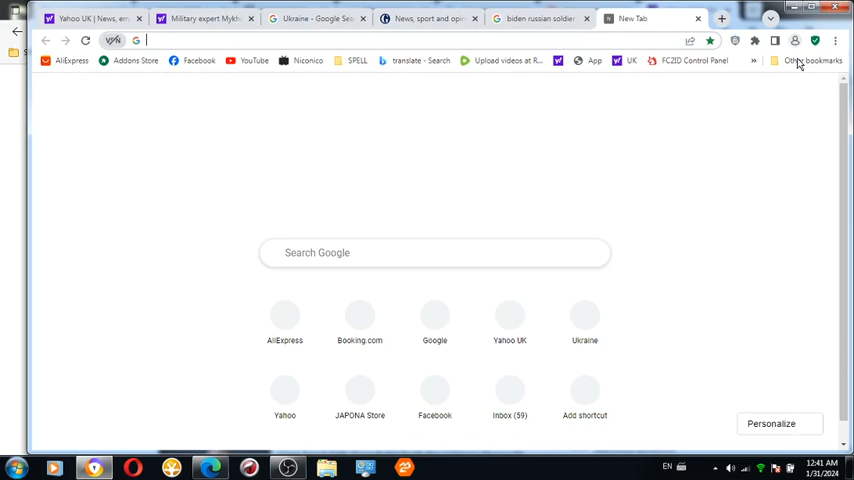 Yahoo UK | News, em
Military expert Mykh
Ukraine - Google Sea
News, sport and opi
biden russian soldier
New Tab
VPN
AliExpress
Addons Store
Facebook
YouTube
Niconico
SPELL
translate - Search
Upload videos at R...
App
UK
FC2ID Control Panel
»
Other bookmarks
Search Google
AliExpress
Booking.com
Google
Yahoo UK
Ukraine
Yahoo
JAPONA Store
Facebook
Inbox (59)
Add shortcut
Personalize
EN
12:41 AM
1/31/2024